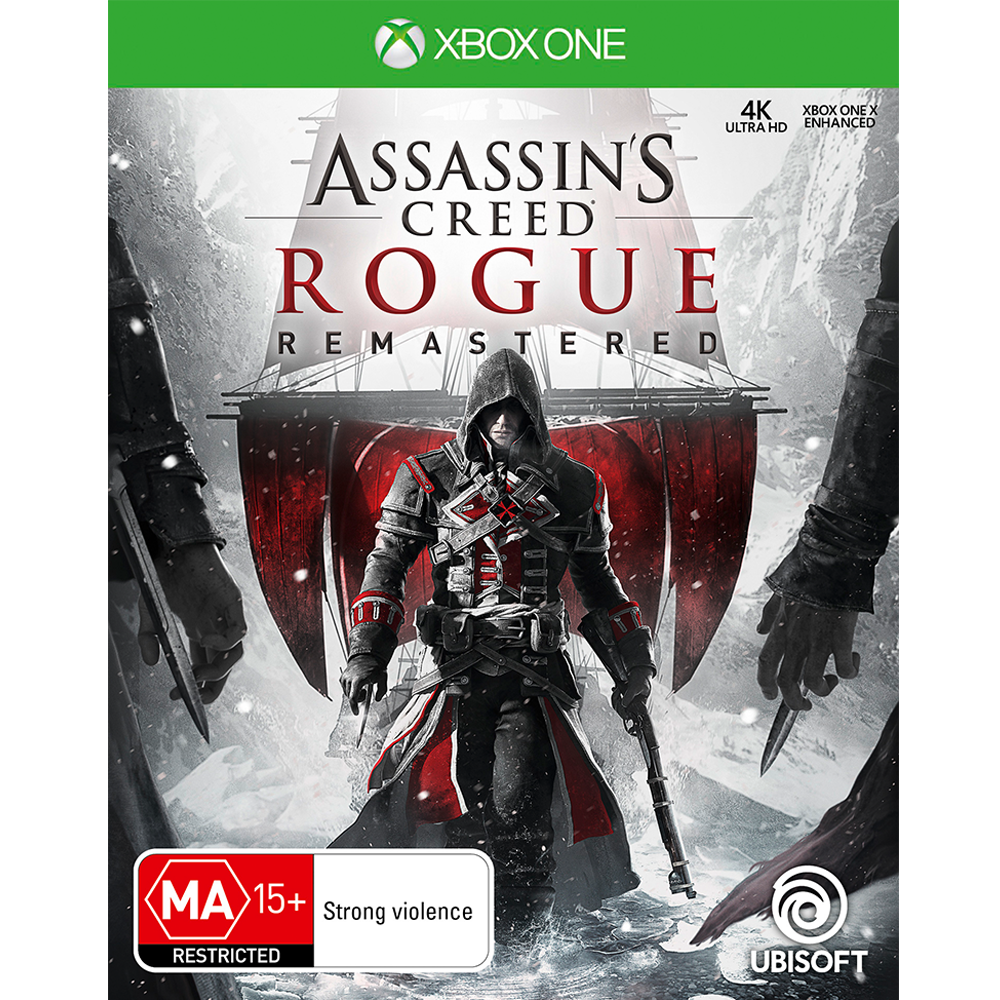 XBOX ONE
4K
ULTRA HD
XBOX ONE X
ENHANCED
ASSASSIN'S
CREED®
ROGUE
REMASTERED
MA 15+
RESTRICTED
Strong violence
UBISOFT